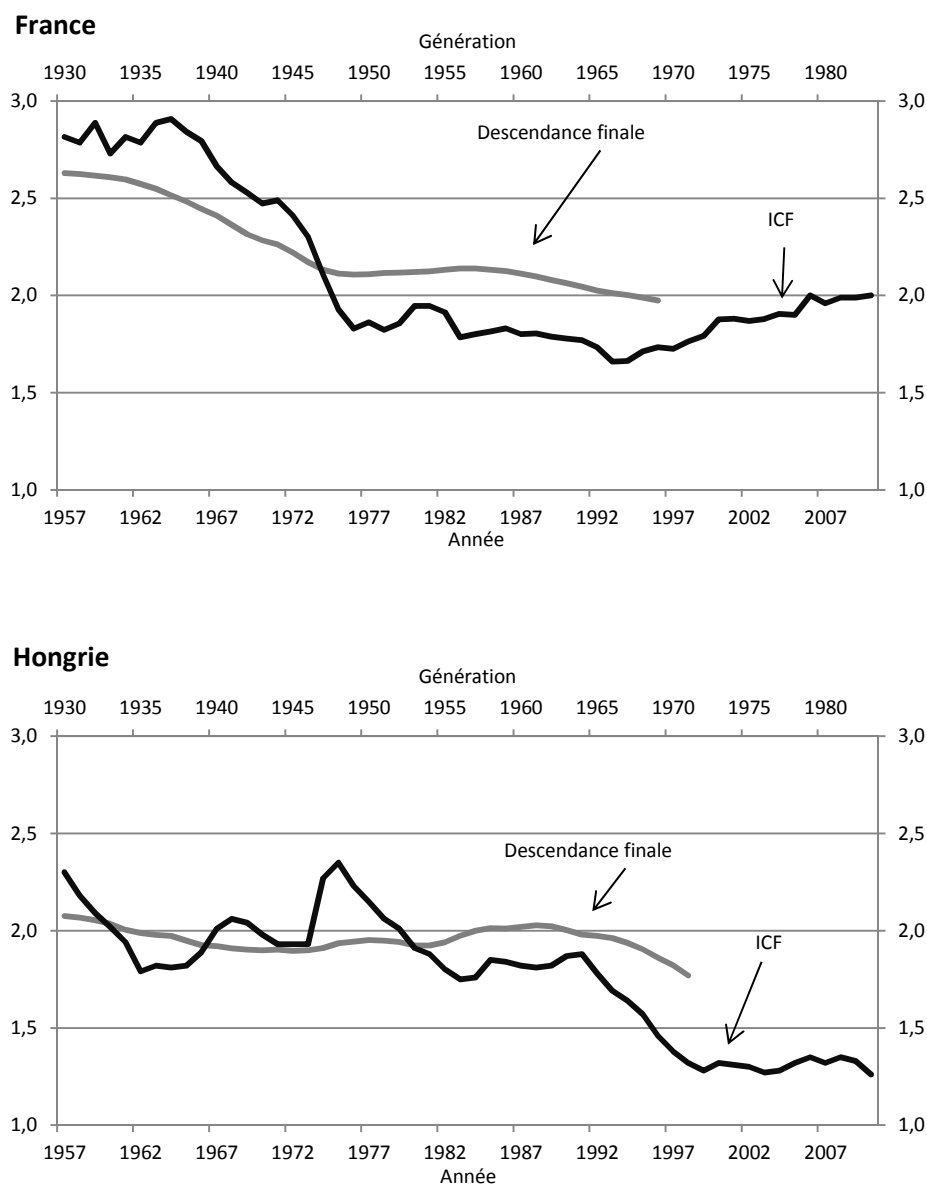 France
Génération
1930 1935 1940 1945 1950 1955 1960 1965 1970 1975 1980
3,0 3,0
Descendance finale
2,5 2,5
ICF
2,0 2,0
1,5 1,5
1,0 1,0
1957 1962 1967 1972 1977 1982 1987 1992 1997 2002 2007
Année
Hongrie
Génération
1930 1935 1940 1945 1950 1955 1960 1965 1970 1975 1980
3,0 3,0
2,5 2,5
Descendance finale
2,0 2,0
ICF
1,5 1,5
1,0 1,0
1957 1962 1967 1972 1977 1982 1987 1992 1997 2002 2007
Année